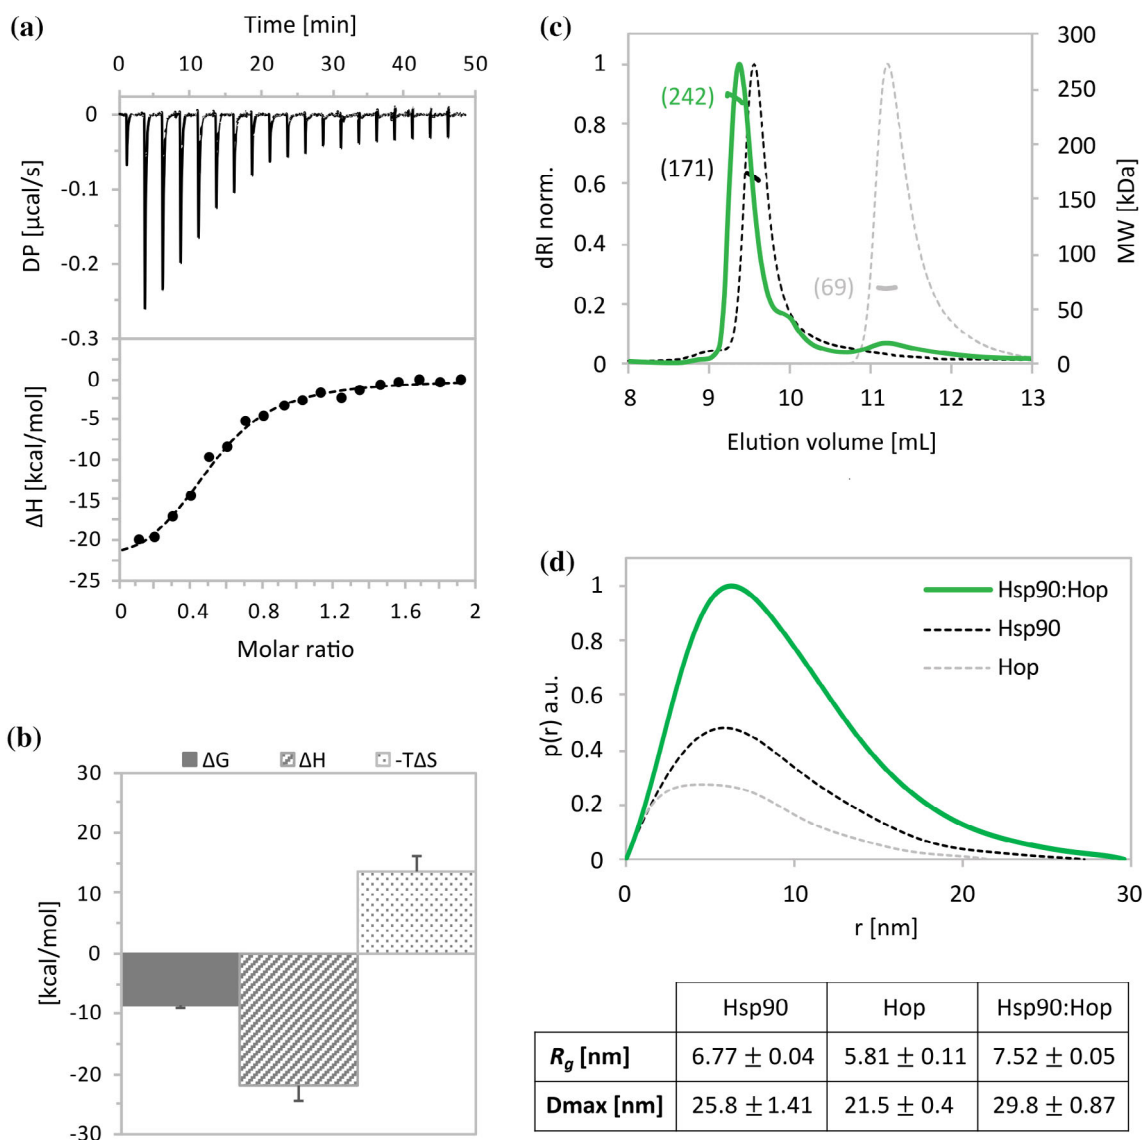 (a)
Time [min]
0 10 20 30 40 50
0
-0.1
-0.2
-0.3
DP [µcal/s]
0
-5
-10
-15
-20
-25
ΔH [kcal/mol]
0 0.4 0.8 1.2 1.6 2
Molar ratio
(b)
ΔG ΔH -TΔS
30
20
10
0
-10
-20
-30
[kcal/mol]
(c)
1
0.8
0.6
0.4
0.2
0
dRI norm.
(242)
(171)
(69)
300
250
200
150
100
50
0
MW [kDa]
8 9 10 11 12 13
Elution volume [mL]
(d)
1
0.8
0.6
0.4
0.2
0
p(r) a.u.
Hsp90:Hop
Hsp90
Hop
0 10 20 30
r [nm]
Hsp90 Hop Hsp90:Hop
Rg [nm] 6.77 ± 0.04 5.81 ± 0.11 7.52 ± 0.05
Dmax [nm] 25.8 ± 1.41 21.5 ± 0.4 29.8 ± 0.87